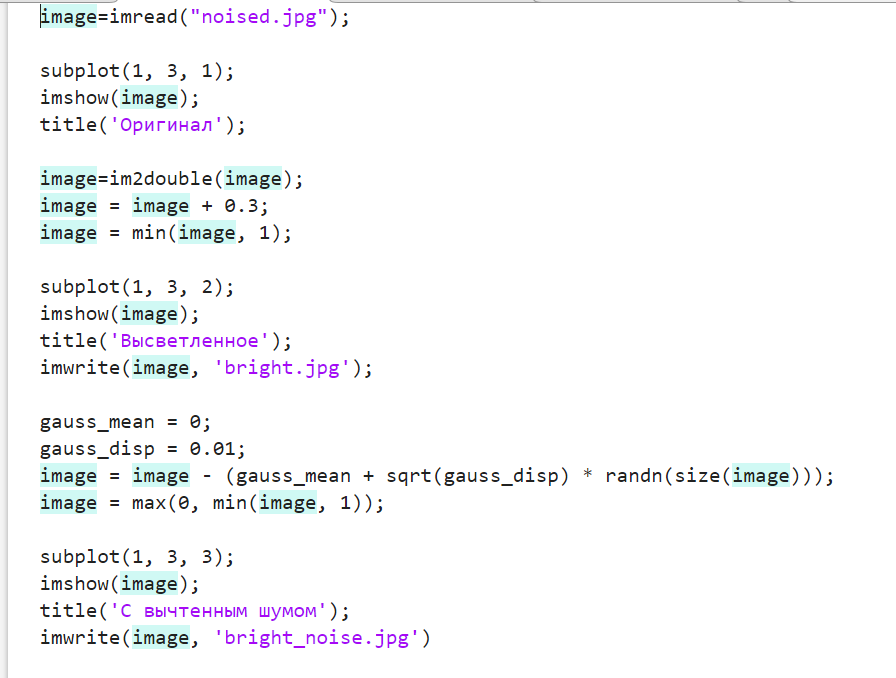 image=imread("noised.jpg");
subplot(1, 3, 1);
imshow(image);
title('Оригинал');
image=im2double(image);
image = image + 0.3;
image = min(image, 1);
subplot(1, 3, 2);
imshow(image);
title('Высветленное');
imwrite(image, 'bright.jpg');
gauss_mean = 0;
gauss_disp = 0.01;
image = image - (gauss_mean + sqrt(gauss_disp) * randn(size(image)));
image = max(0, min(image, 1));
subplot(1, 3, 3);
imshow(image);
title('С вычтенным шумом');
imwrite(image, 'bright_noise.jpg')